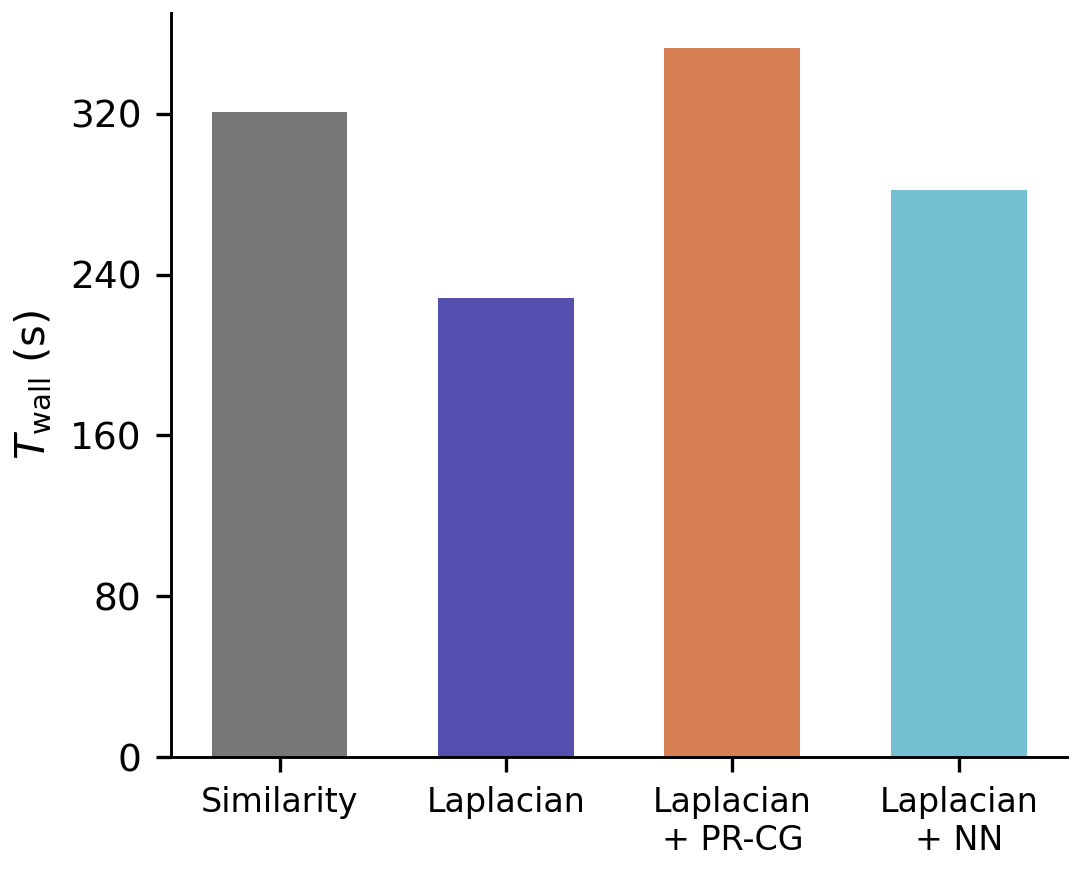 320
240
160
80
0
T_wall (s)
Similarity
Laplacian
Laplacian
+ PR-CG
Laplacian
+ NN